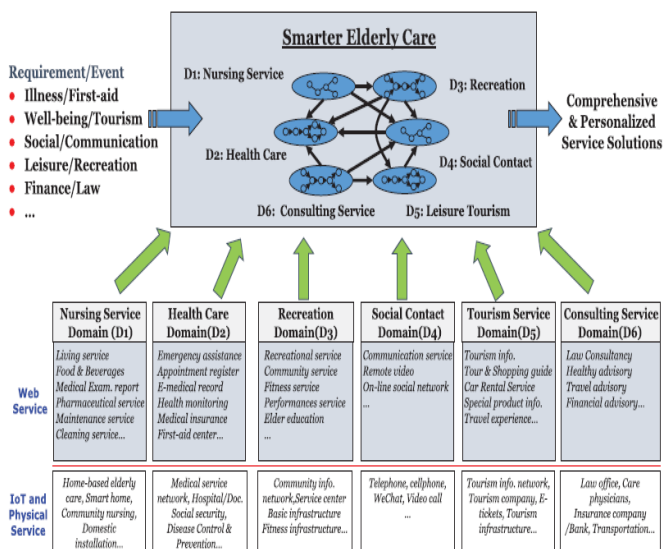 Smarter Elderly Care
Requirement/Event
Illness/First-aid
Well-being/Tourism
Social/Communication
Leisure/Recreation
Finance/Law
...
D1: Nursing Service
D3: Recreation
D2: Health Care
D4: Social Contact
D6: Consulting Service
D5: Leisure Tourism
Comprehensive
& Personalized
Service Solutions
Nursing Service
Domain (D1)
Living service
Food & Beverages
Medical Exam. report
Pharmaceutical service
Maintenance service
Cleaning service...
Health Care
Domain(D2)
Emergency assistance
Appointment register
E-medical record
Health monitoring
Medical insurance
First-aid center...
Recreation
Domain(D3)
Recreational service
Community service
Fitness service
Performances service
Elder education
...
Social Contact
Domain(D4)
Communication service
Remote video
On-line social network
...
Tourism Service
Domain(D5)
Tourism info.
Tour & Shopping guide
Car Rental Service
Special product info.
Travel experience...
Consulting Service
Domain(D6)
Law Consultancy
Healthy advisory
Travel advisory
Financial advisory...
Web
Service
IoT and
Physical
Service
Home-based elderly
care, Smart home,
Community nursing,
Domestic
installation...
Medical service
network, Hospital/Doc.
Social security,
Disease Control &
Prevention...
Community info.
network,Service center
Basic infrastructure
Fitness infrastructure...
Telephone, cellphone,
WeChat, Video call
...
Tourism info. network,
Tourism company, E-
tickets, Tourism
infrastructure...
Law office, Care
physicians,
Insurance company
/Bank, Transportation...